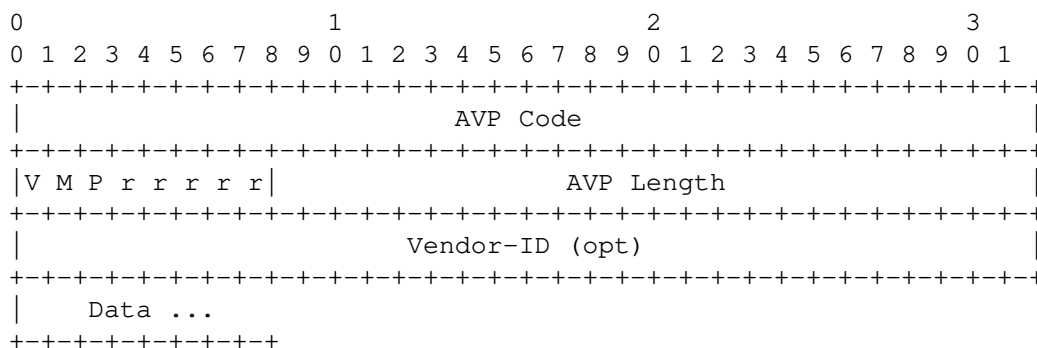 0                   1                   2                   3
0 1 2 3 4 5 6 7 8 9 0 1 2 3 4 5 6 7 8 9 0 1 2 3 4 5 6 7 8 9 0 1
+-+-+-+-+-+-+-+-+-+-+-+-+-+-+-+-+-+-+-+-+-+-+-+-+-+-+-+-+-+-+-+-+
|                           AVP Code                            |
+-+-+-+-+-+-+-+-+-+-+-+-+-+-+-+-+-+-+-+-+-+-+-+-+-+-+-+-+-+-+-+-+
|V M P r r r r r|                  AVP Length                   |
+-+-+-+-+-+-+-+-+-+-+-+-+-+-+-+-+-+-+-+-+-+-+-+-+-+-+-+-+-+-+-+-+
|                        Vendor-ID (opt)                        |
+-+-+-+-+-+-+-+-+-+-+-+-+-+-+-+-+-+-+-+-+-+-+-+-+-+-+-+-+-+-+-+-+
|    Data ...
+-+-+-+-+-+-+-+-+